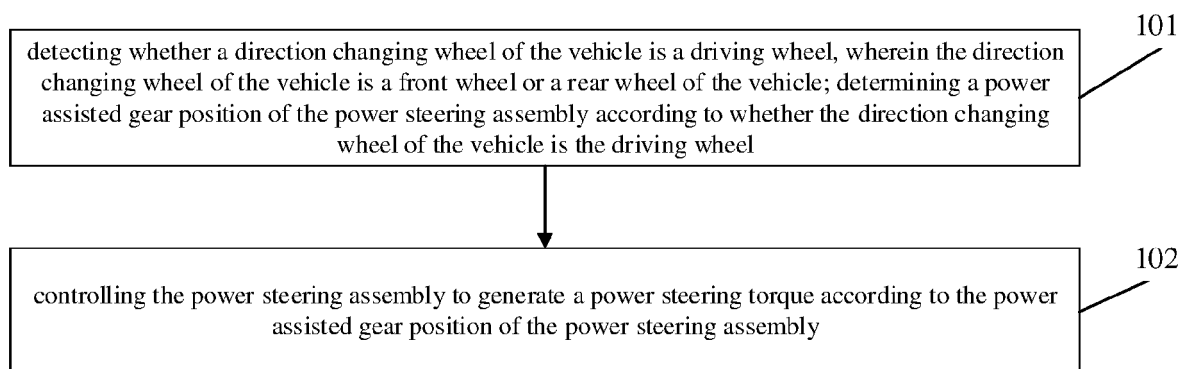 101
detecting whether a direction changing wheel of the vehicle is a driving wheel, wherein the direction
changing wheel of the vehicle is a front wheel or a rear wheel of the vehicle; determining a power
assisted gear position of the power steering assembly according to whether the direction changing
wheel of the vehicle is the driving wheel
102
controlling the power steering assembly to generate a power steering torque according to the power
assisted gear position of the power steering assembly